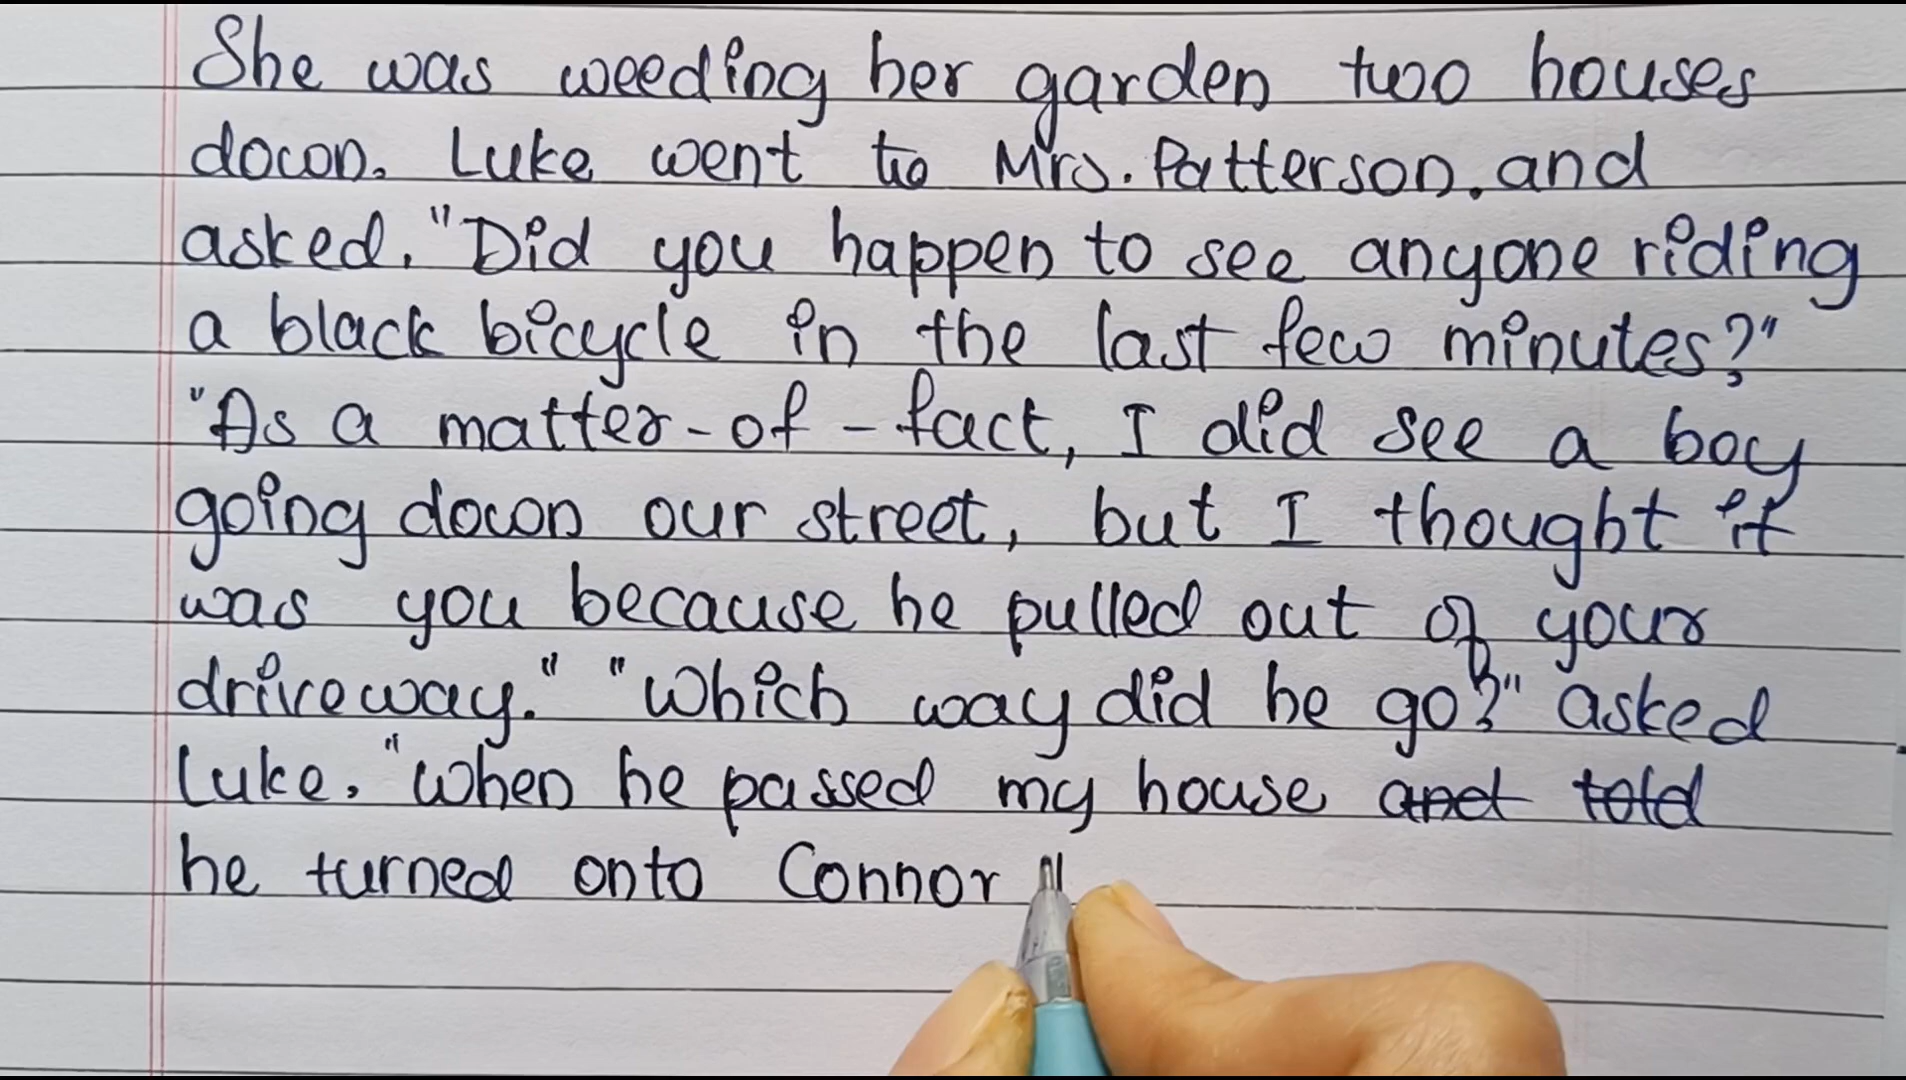 She was weeding her garden two houses
down. Luke went to Mrs. Patterson. and
asked. "Did you happen to see anyone riding
a black bicycle in the last few minutes?"
"As a matter-of-fact, I did see a boy
going down our street, but I thought it
was you because he pulled out of your
driveway." "Which way did he go?" asked
Luke. "When he passed my house and told
he turned onto Connor